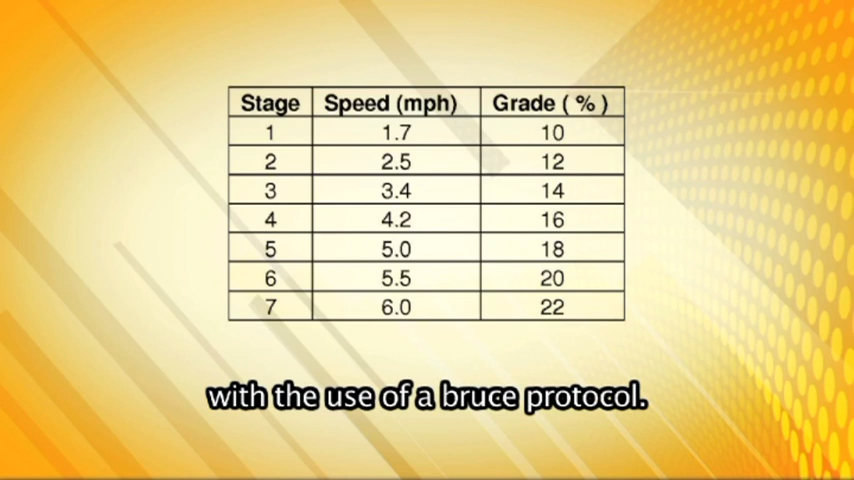 Stage Speed (mph) Grade ( % )
1 1.7 10
2 2.5 12
3 3.4 14
4 4.2 16
5 5.0 18
6 5.5 20
7 6.0 22
with the use of a bruce protocol.